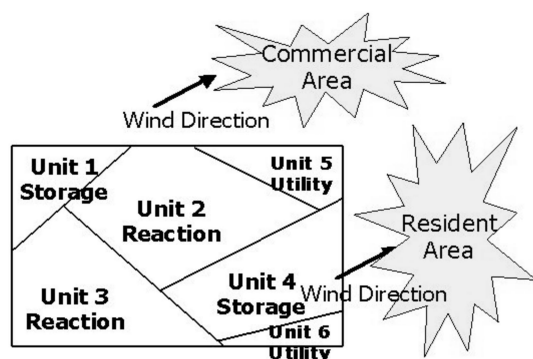 Commercial
Area
Wind Direction
Unit 1
Storage
Unit 5
Utility
Unit 2
Reaction
Resident
Area
Unit 4
Storage
Wind Direction
Unit 3
Reaction
Unit 6
Utility